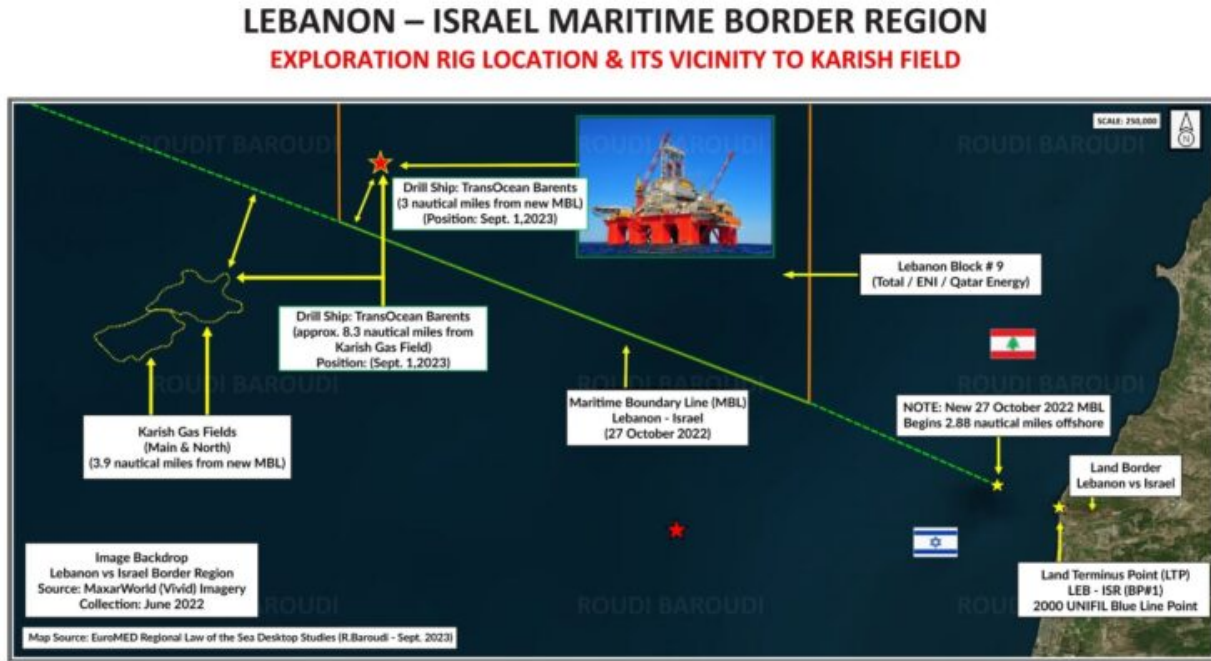 LEBANON – ISRAEL MARITIME BORDER REGION
EXPLORATION RIG LOCATION & ITS VICINITY TO KARISH FIELD
ROUDIT BAROUDI
ROUDI BAROUDI
ROUDI BAROUDI
SCALE: 250,000
N
Drill Ship: TransOcean Barents
(3 nautical miles from new MBL)
(Position: Sept. 1,2023)
Lebanon Block # 9
(Total / ENI / Qatar Energy)
Drill Ship: TransOcean Barents
(approx. 8.3 nautical miles from
Karish Gas Field)
Position: (Sept. 1,2023)
ROUDI BAROUDI
ROUDI BAROUDI
ROUDI BAROUDI
Maritime Boundary Line (MBL)
Lebanon - Israel
(27 October 2022)
NOTE: New 27 October 2022 MBL
Begins 2.88 nautical miles offshore
Karish Gas Fields
(Main & North)
(3.9 nautical miles from new MBL)
Land Border
Lebanon vs Israel
Image Backdrop
Lebanon vs Israel Border Region
Source: MaxarWorld (Vivid) Imagery
Collection: June 2022
Land Terminus Point (LTP)
LEB - ISR (BP#1)
2000 UNIFIL Blue Line Point
ROUDI BAROUDI
Map Source: EuroMED Regional Law of the Sea Desktop Studies (R.Baroudi - Sept. 2023)